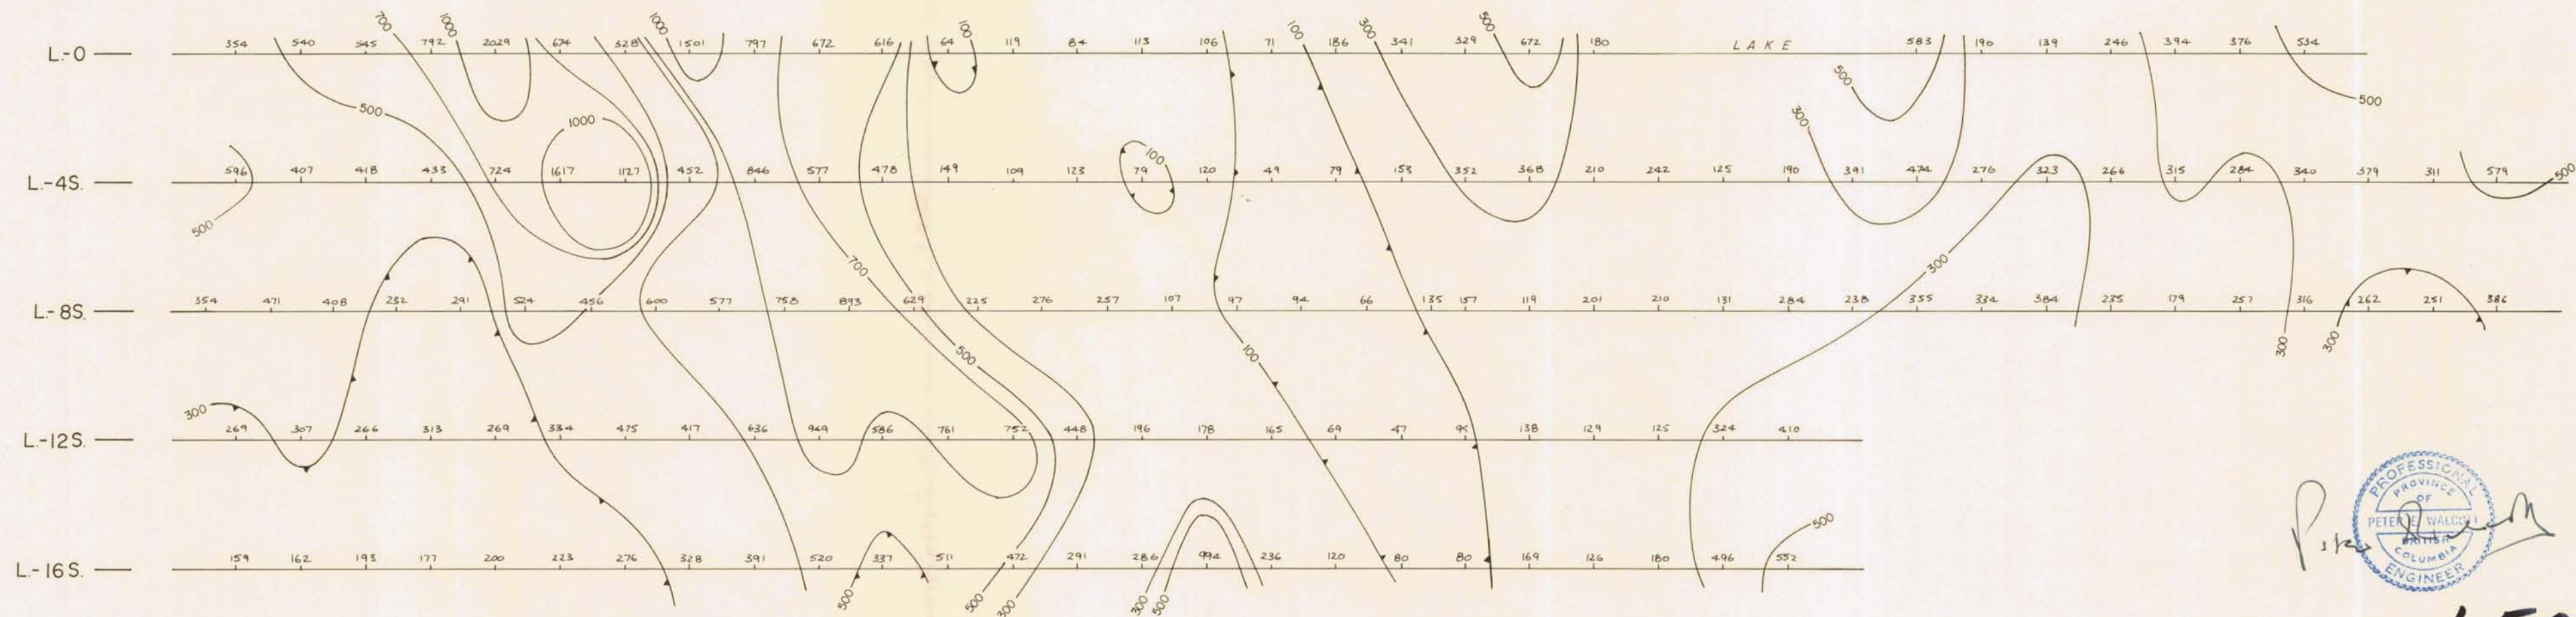 L.-0 354 540 545 792 2029 674 328 1501 797 672 616 64 119 84 113 106 71 186 341 329 672 180 LAKE 583 190 139 246 394 376 534
700 1000 1000 100 100 300 500
500 500 500
1000 300
L.-4S. 596 407 418 433 724 1617 1127 452 846 577 478 149 109 123 79 120 49 79 153 352 368 210 242 125 190 391 474 276 323 266 315 284 340 379 311 579
100 500
500
700 300
L.-8S. 354 471 408 232 291 524 456 600 577 758 893 629 225 276 257 107 97 94 66 135 157 119 201 210 131 284 238 355 334 384 235 179 257 316 262 251 386
500 100 300 300
300
L.-12S. 269 307 266 313 269 334 475 417 636 949 586 761 752 448 196 178 165 69 47 95 138 129 125 324 410
500
L.-16S. 159 162 193 177 200 223 276 328 391 520 337 511 472 291 286 994 236 120 80 80 169 126 180 496 552
500 500 300 300 500
PROFESSIONAL
PROVINCE
OF
PETER E. WALCOTT
BRITISH
COLUMBIA
ENGINEER